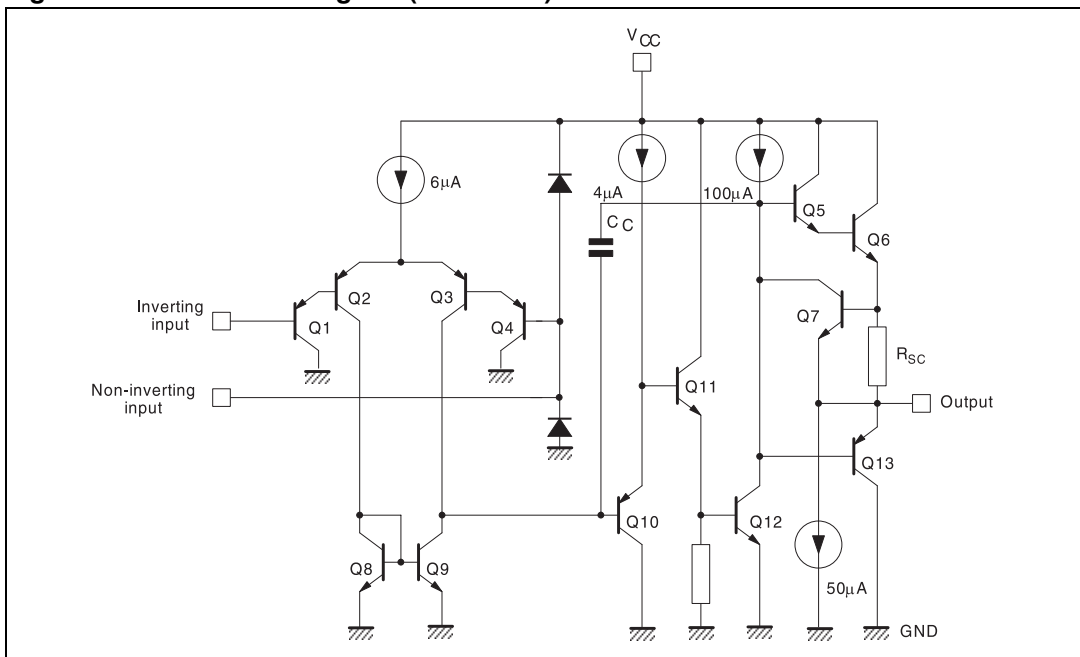 V CC
6µA
4µA
100µA
C C
Q5
Q6
Q2
Q3
Q1
Q4
Q7
Inverting
input
RSC
Non-inverting
input
Q11
Output
Q13
Q10
Q12
Q8
Q9
50µA
GND